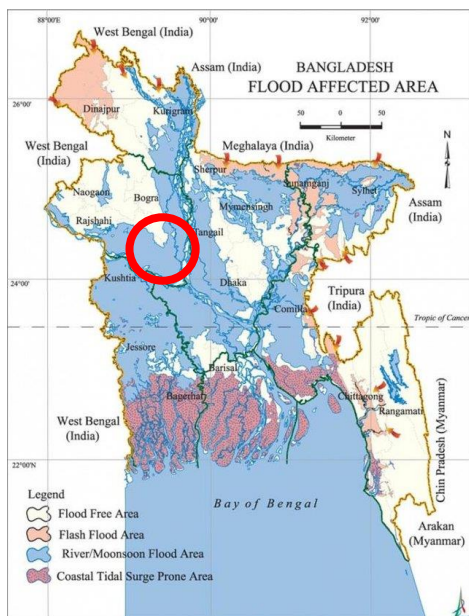 88°00' 90°00' 92°00'
West Bengal (India)
Assam (India)
BANGLADESH
FLOOD AFFECTED AREA
50 0 50
Kilometer
N
26°00'
Dinajpur
Kurigram
West Bengal
(India)
Meghalaya (India)
Sherpur
Sunamganj
Sylhet
Assam
(India)
Naogaon
Bogra
Mymensingh
Rajshahi
Tangail
24°00'
Kushtia
Dhaka
Tripura
(India)
Comilla
Tropic of Cancer
Jessore
Barisal
Bagerhat
Chittagong
Rangamati
West Bengal
(India)
Chin Pradesh (Myanmar)
22°00'N
Bay of Bengal
Arakan
(Myanmar)
Legend
Flood Free Area
Flash Flood Area
River/Moonsoon Flood Area
Coastal Tidal Surge Prone Area